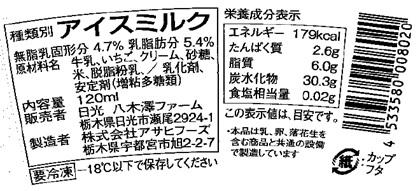 種類別 アイスミルク
無脂乳固形分 4.7% 乳脂肪分 5.4%
原材料名 牛乳、いちご、クリーム、砂糖、
米、脱脂粉乳、/乳化剤、
安定剤(増粘多糖類)
内容量 120ml
販売者 日光 八木澤ファーム
栃木県日光市瀬尾2924-1
製造者 株式会社アサヒフーズ
栃木県宇都宮市旭2-2-7
要冷凍 -18℃以下で保存してください
栄養成分表示
エネルギー 179kcal
たんぱく質 2.6g
脂質 6.0g
炭水化物 30.3g
食塩相当量 0.02g
この表示値は、目安です。
・本品は乳、卵、落花生を
含む商品と共通の設備
で製造しています
4 533580 008020
紙 :カップ
フタ